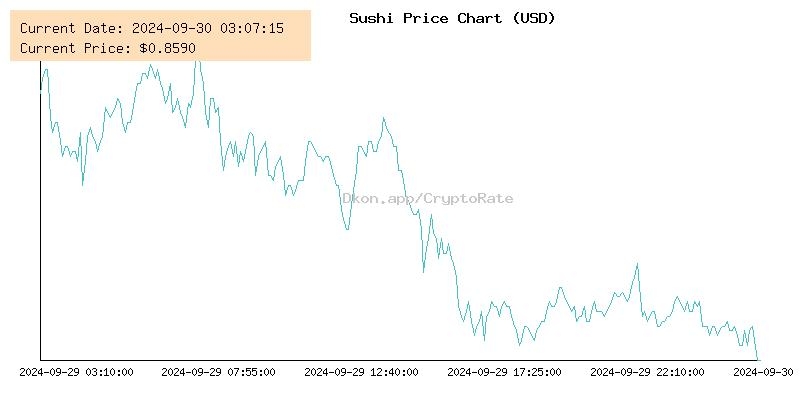 Sushi Price Chart (USD)
Current Date: 2024-09-30 03:07:15
Current Price: $0.8590
Dkon.app/CryptoRate
2024-09-29 03:10:00 2024-09-29 07:55:00 2024-09-29 12:40:00 2024-09-29 17:25:00 2024-09-29 22:10:00 2024-09-30